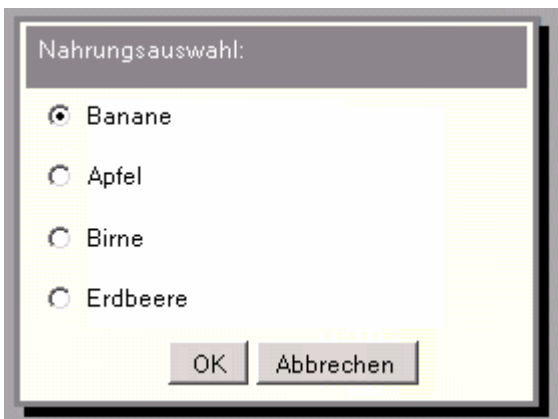 Nahrungsauswahl:
Banane
Apfel
Birne
Erdbeere
OK Abbrechen